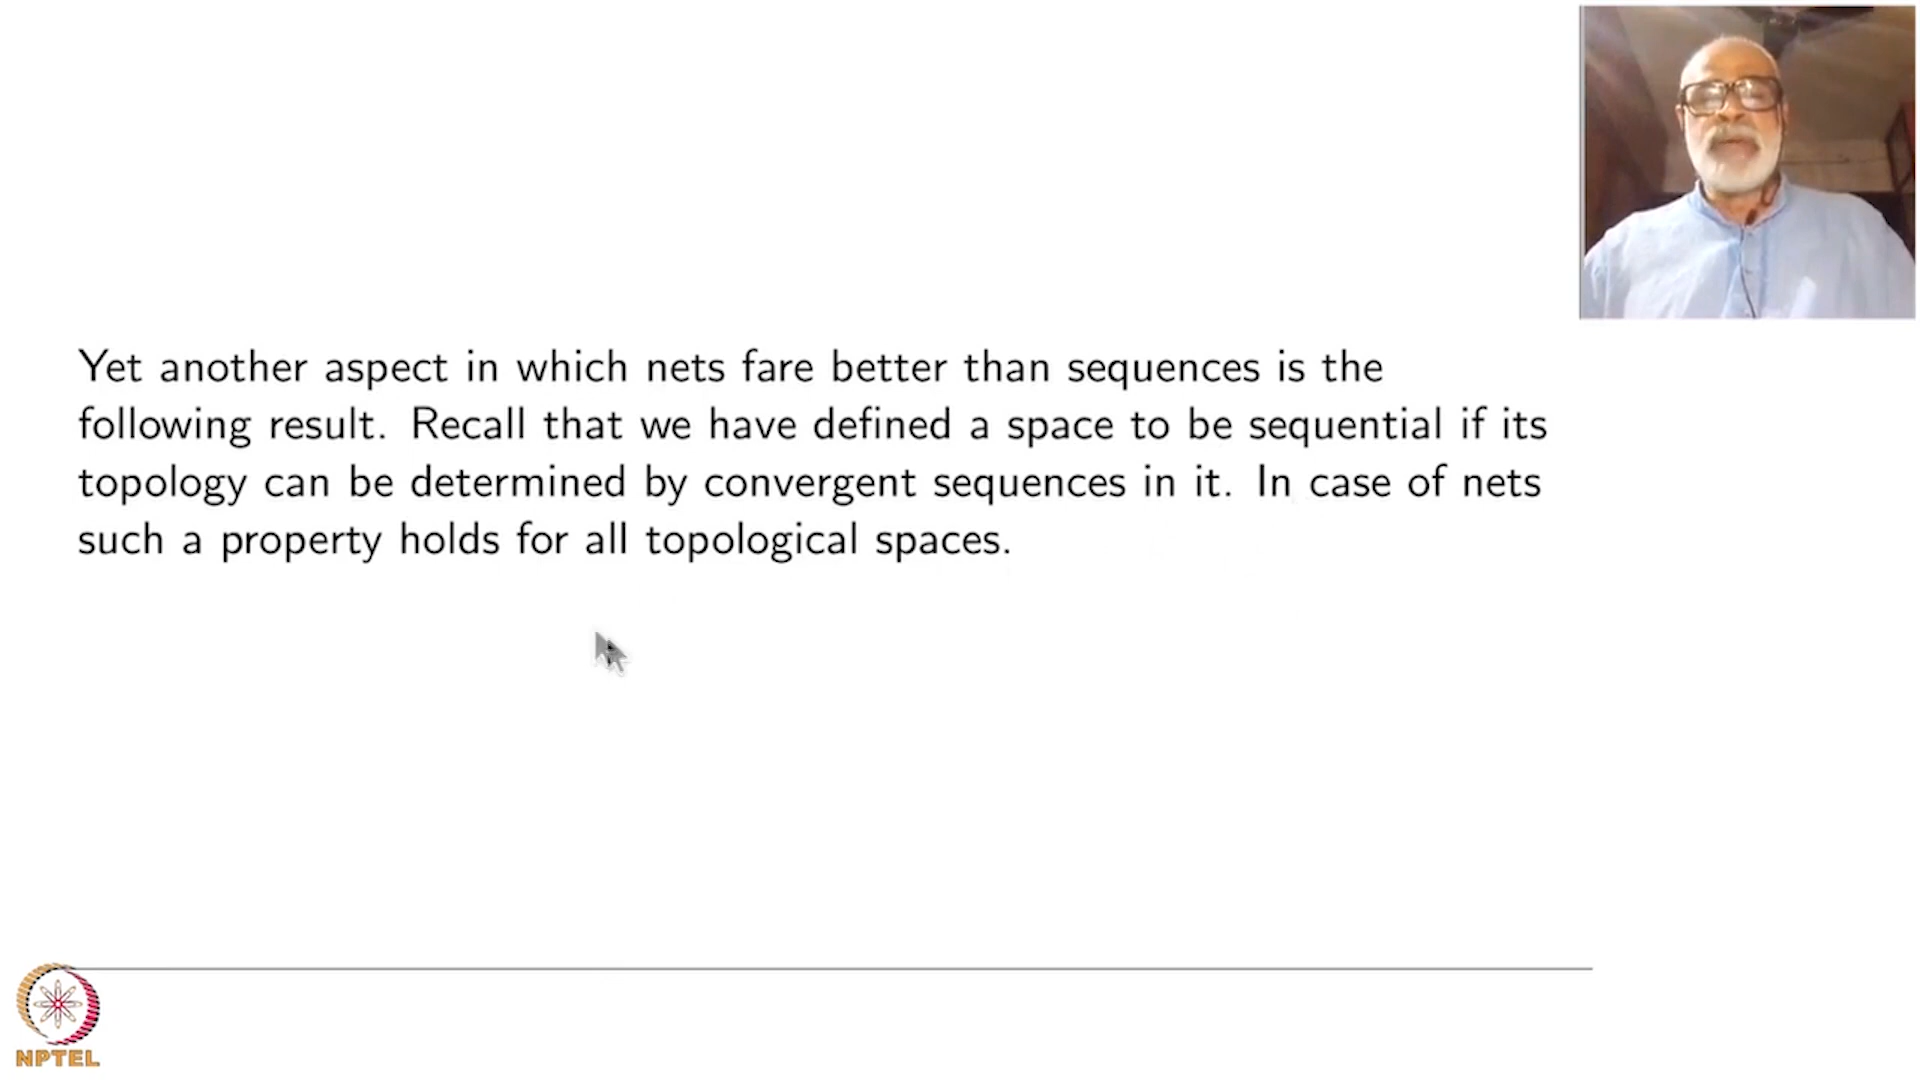 Yet another aspect in which nets fare better than sequences is the
following result. Recall that we have defined a space to be sequential if its
topology can be determined by convergent sequences in it. In case of nets
such a property holds for all topological spaces.
NPTEL